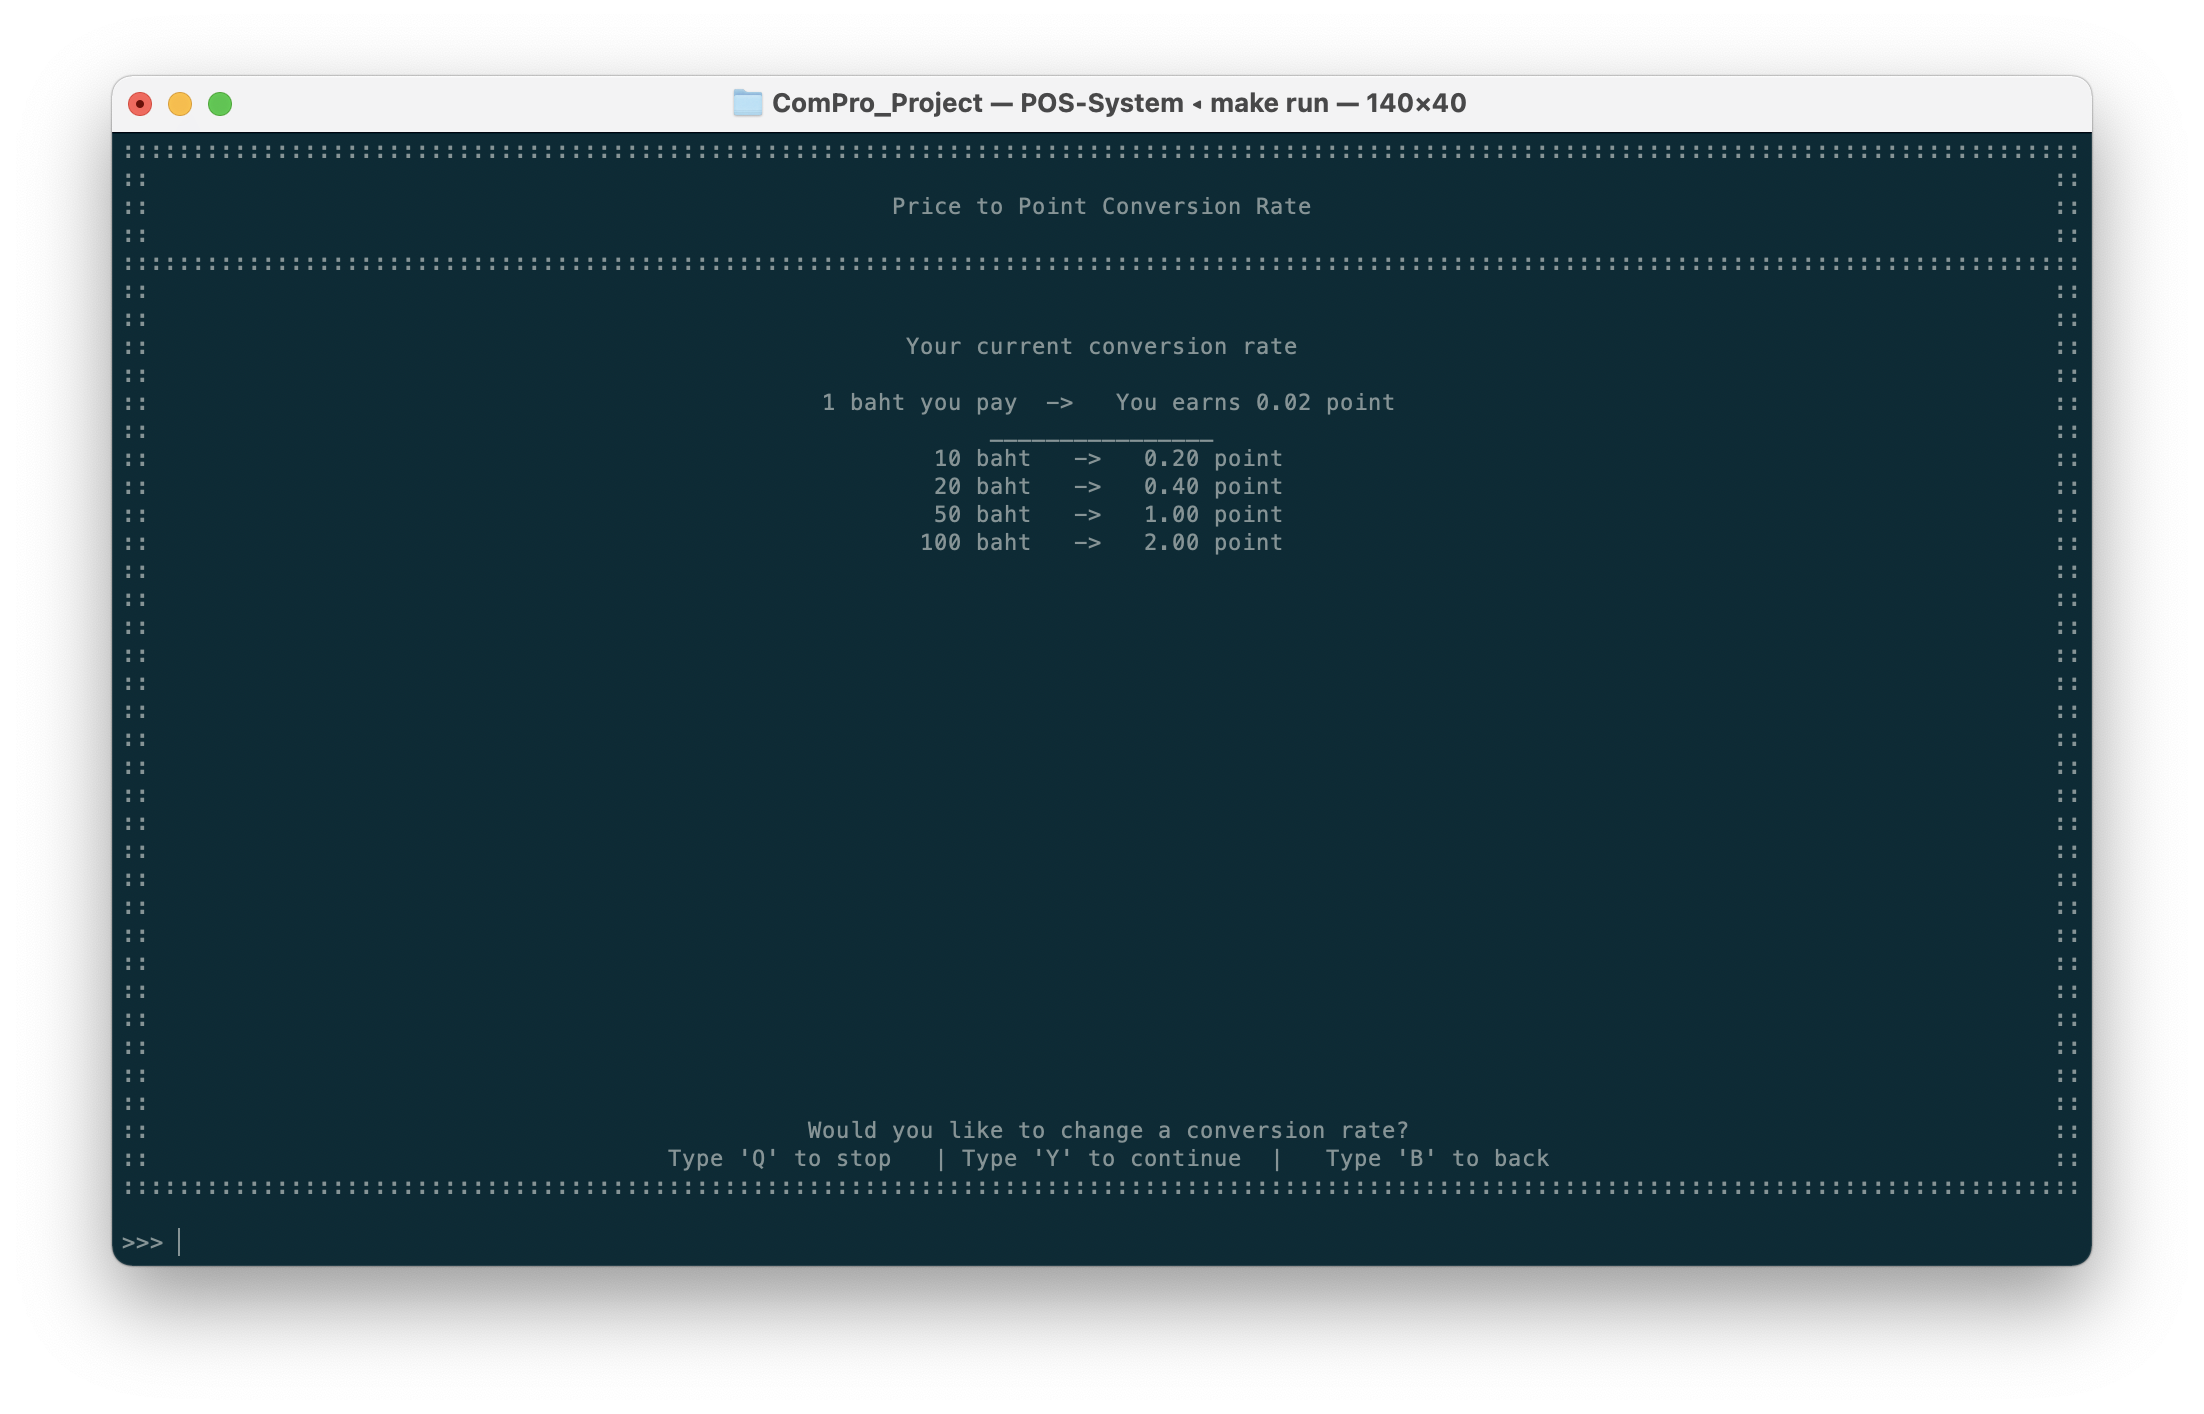 ComPro_Project — POS-System ◂ make run — 140×40
Price to Point Conversion Rate
Your current conversion rate
1 baht you pay  —>   You earns 0.02 point
________________
10 baht   —>   0.20 point
20 baht   —>   0.40 point
50 baht   —>   1.00 point
100 baht   —>   2.00 point
Would you like to change a conversion rate?
Type 'Q' to stop   | Type 'Y' to continue  |   Type 'B' to back
>>>